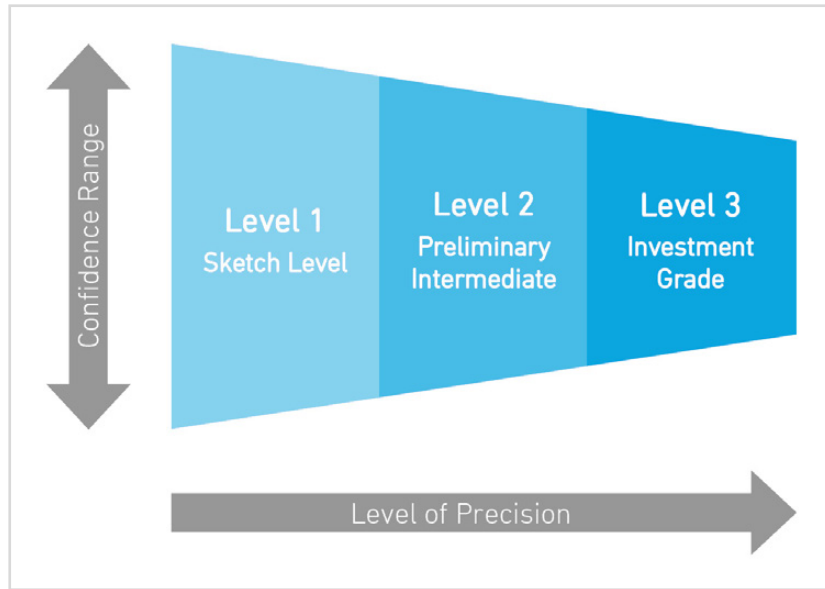 Confidence Range
Level 1
Sketch Level
Level 2
Preliminary
Intermediate
Level 3
Investment
Grade
Level of Precision